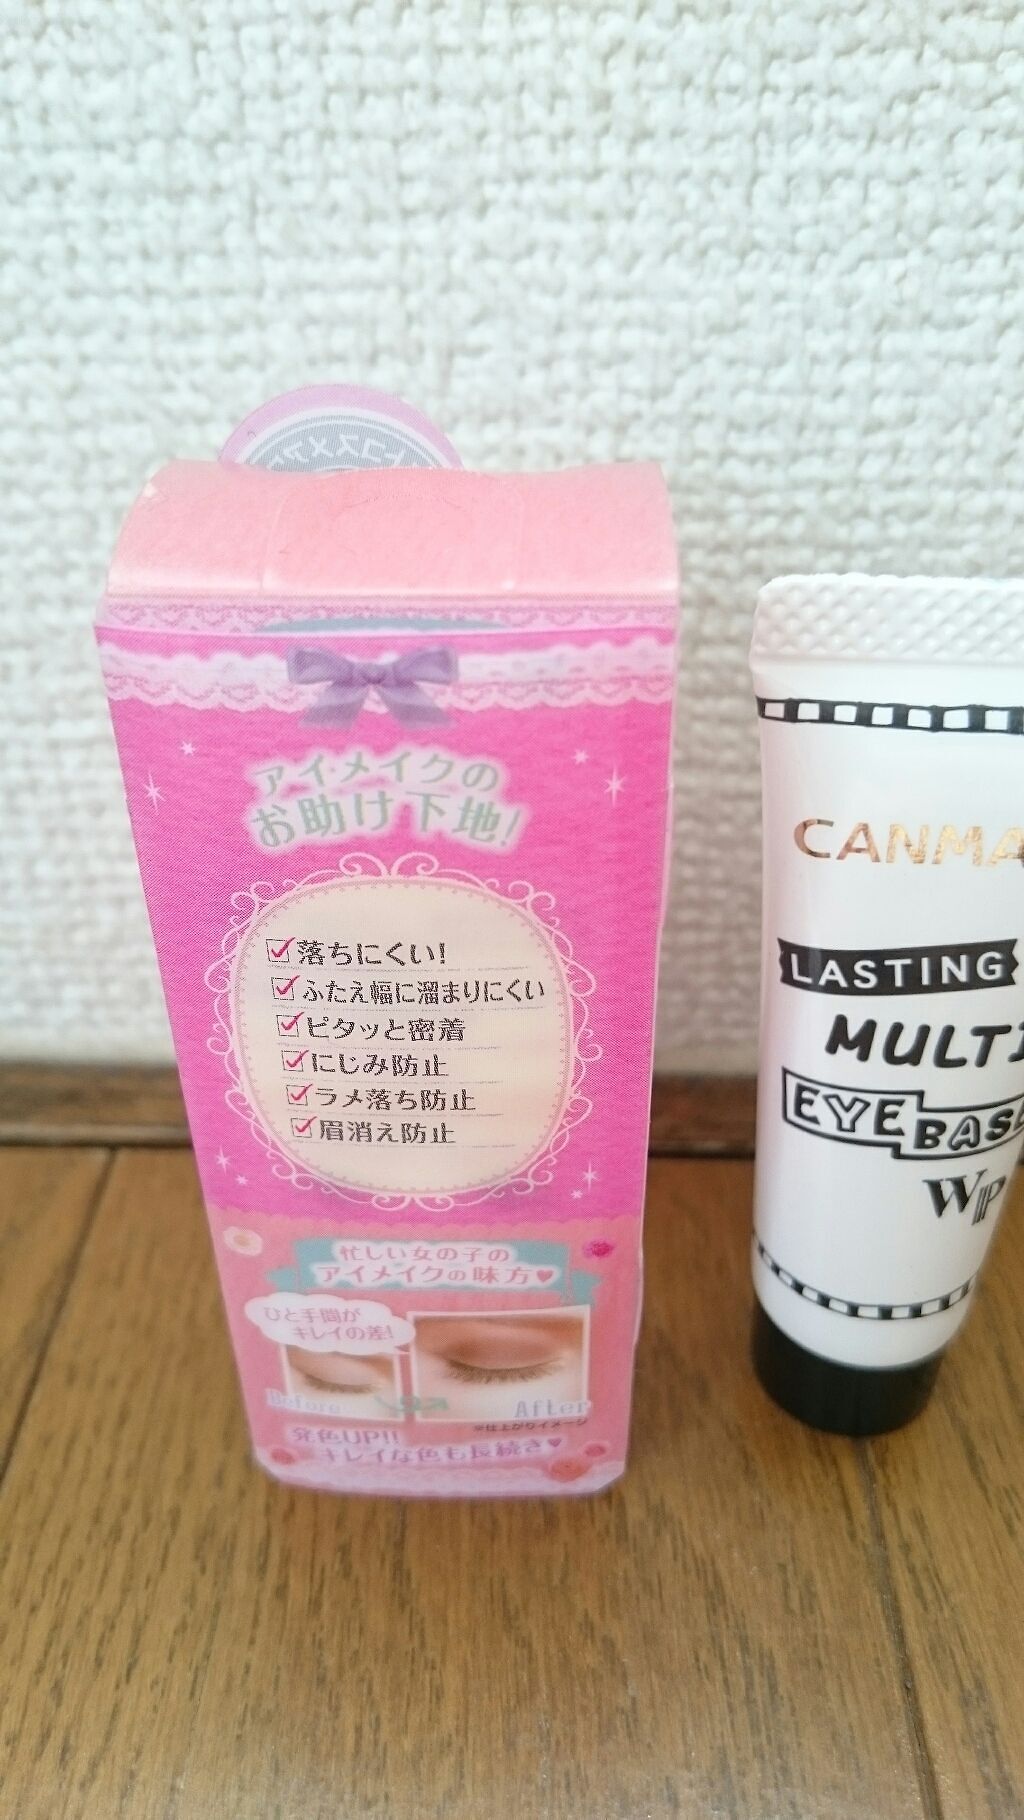 アイメイクの
お助け下地!
落ちにくい!
ふたえ幅に溜まりにくい
ピタッと密着
にじみ防止
ラメ落ち防止
眉消え防止
忙しい女の子の
アイメイクの味方♥
ひと手間が
キレイの差!
Before
After
※仕上がりイメージ
発色UP!!
キレイな色も長続き♥
CANMA
LASTING
MULTI
EYE BASE
WP